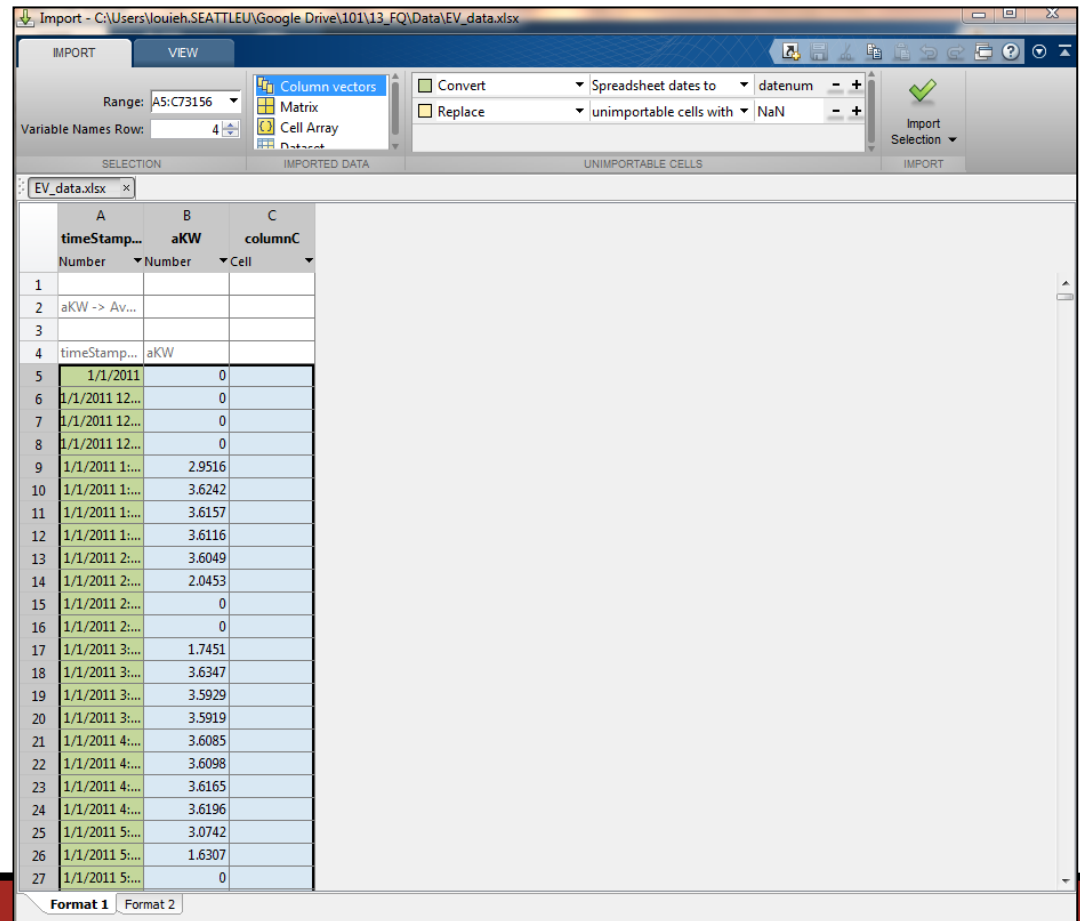 Import - C:\Users\louieh.SEATTLEU\Google Drive\101\13_FQ\Data\EV_data.xlsx
IMPORT VIEW
Range: A5:C73156
Variable Names Row: 4
SELECTION
Column vectors
Matrix
Cell Array
Dataset
IMPORTED DATA
Convert Spreadsheet dates to datenum - +
Replace unimportable cells with NaN - +
UNIMPORTABLE CELLS
Import
Selection
IMPORT
EV_data.xlsx ×
A B C
timeStamp... aKW columnC
Number Number Cell
1
2 aKW -> Av...
3
4 timeStamp... aKW
5 1/1/2011 0
6 1/1/2011 12... 0
7 1/1/2011 12... 0
8 1/1/2011 12... 0
9 1/1/2011 1:... 2.9516
10 1/1/2011 1:... 3.6242
11 1/1/2011 1:... 3.6157
12 1/1/2011 1:... 3.6116
13 1/1/2011 2:... 3.6049
14 1/1/2011 2:... 2.0453
15 1/1/2011 2:... 0
16 1/1/2011 2:... 0
17 1/1/2011 3:... 1.7451
18 1/1/2011 3:... 3.6347
19 1/1/2011 3:... 3.5929
20 1/1/2011 3:... 3.5919
21 1/1/2011 4:... 3.6085
22 1/1/2011 4:... 3.6098
23 1/1/2011 4:... 3.6165
24 1/1/2011 4:... 3.6196
25 1/1/2011 5:... 3.0742
26 1/1/2011 5:... 1.6307
27 1/1/2011 5:... 0
Format 1 Format 2